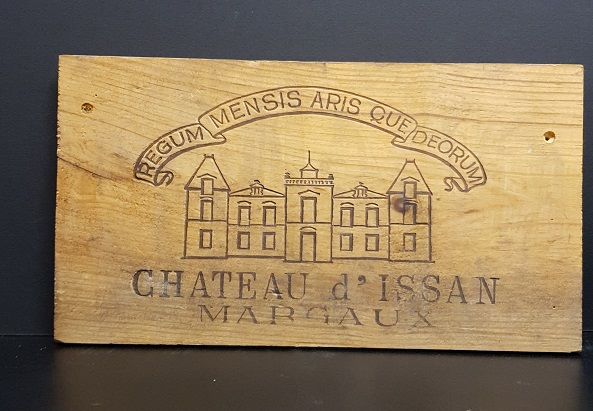 REGUM MENSIS ARIS QUE DEORUM
CHATEAU d'ISSAN
MARGAUX